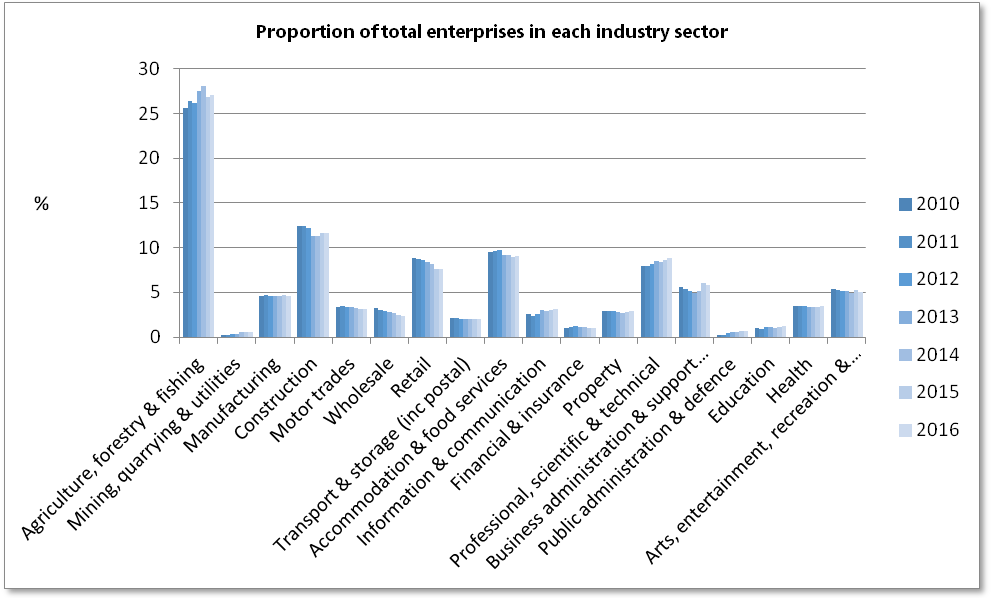 Proportion of total enterprises in each industry sector
30
25
20
15
10
5
0
%
Agriculture, forestry & fishing
Mining, quarrying & utilities
Manufacturing
Construction
Motor trades
Wholesale
Retail
Transport & storage (inc postal)
Accommodation & food services
Information & communication
Financial & insurance
Property
Professional, scientific & technical
Business administration & support...
Public administration & defence
Education
Health
Arts, entertainment, recreation &...
2010
2011
2012
2013
2014
2015
2016